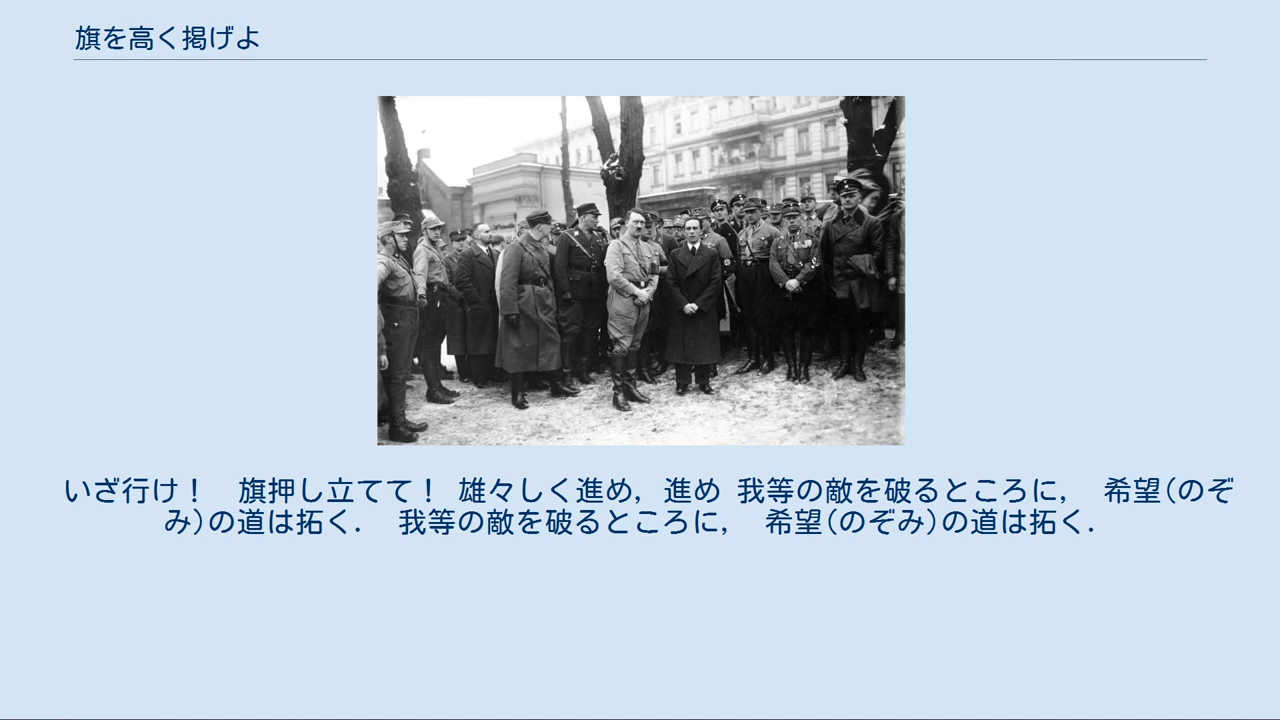 旗を高く掲げよ
いざ行け！　旗押し立てて！ 雄々しく進め，進め 我等の敵を破るところに，　希望(のぞ
み)の道は拓く．　我等の敵を破るところに，　希望(のぞみ)の道は拓く．